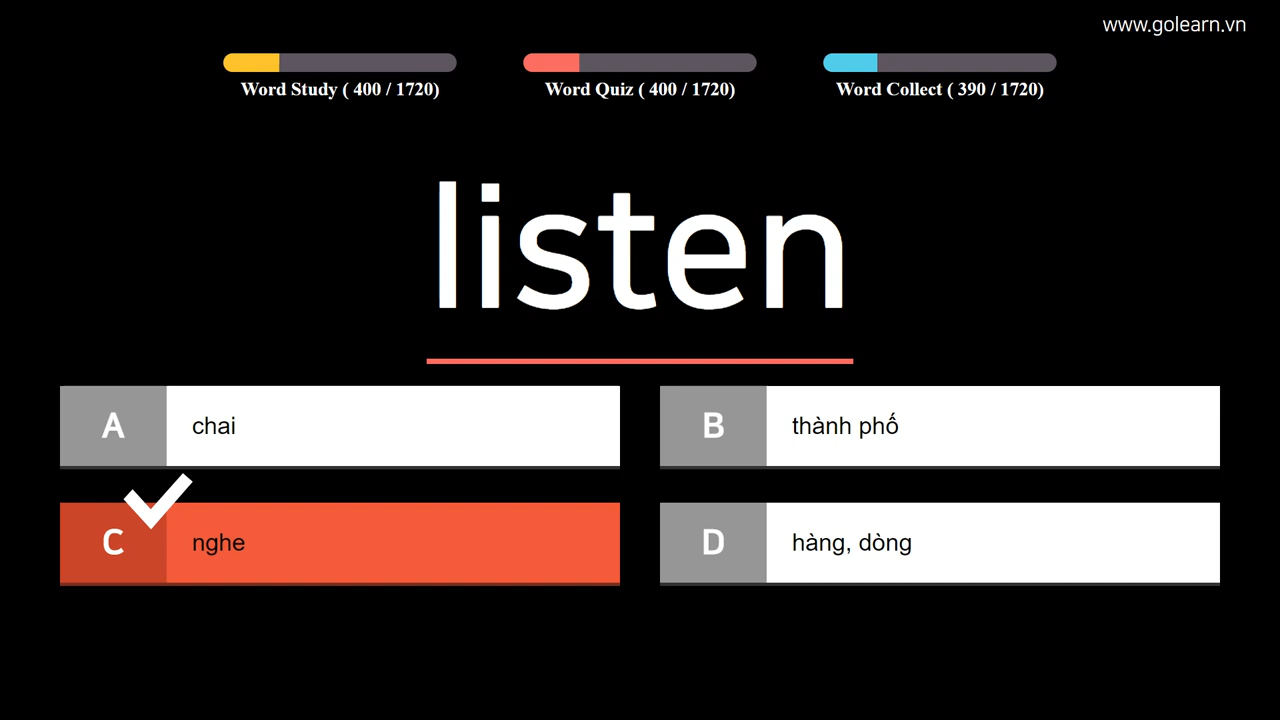 www.golearn.vn
Word Study ( 400 / 1720)
Word Quiz ( 400 / 1720)
Word Collect ( 390 / 1720)
listen
A chai
B thành phố
C nghe
D hàng, dòng